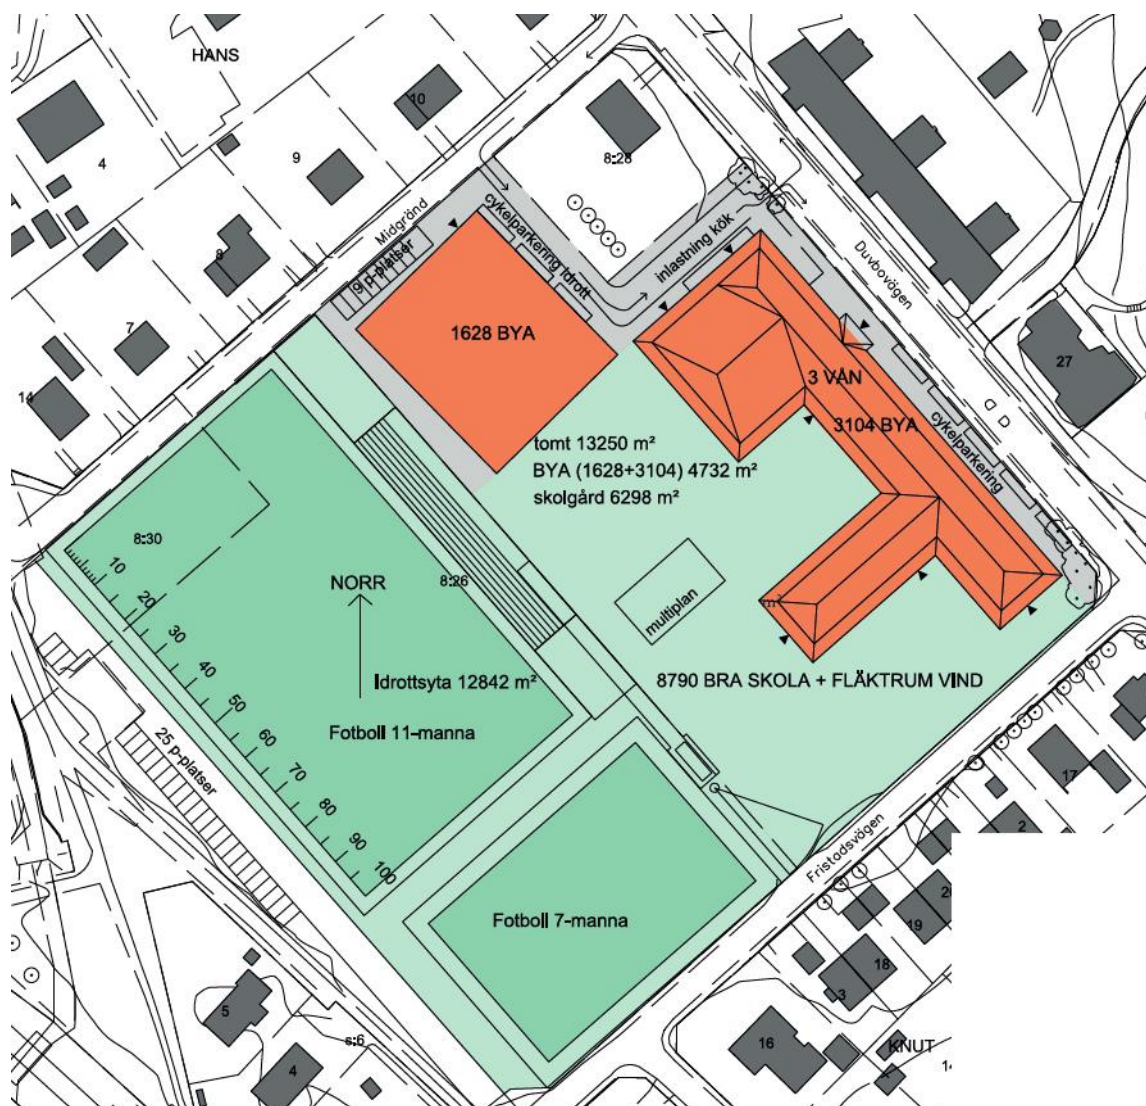 HANS
10
4
9
8:28
8
7
14
Midgränd
9 p-platser
cykelparkering Idrott
inlastning kök
Duvbovägen
27
1628 BYA
3 VÅN
3104 BYA
cykelparkering
tomt 13250 m²
BYA (1628+3104) 4732 m²
skolgård 6298 m²
8:30
NORR
8:26
multiplan
m²
Idrottsyta 12842 m²
8790 BRA SKOLA + FLÄKTRUM VIND
Fotboll 11-manna
10
20
30
40
50
60
70
80
90
100
25 p-platser
Fotboll 7-manna
Fristadsvägen
17
2
20
19
18
3
16
KNUT
14
5
s:6
4